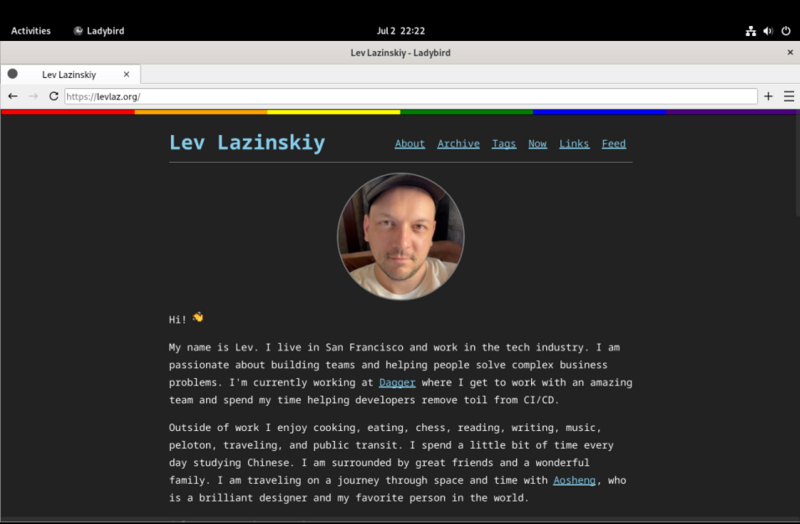 Activities Ladybird Jul 2 22:22
Lev Lazinskiy - Ladybird ×
Lev Lazinskiy ×
https://levlaz.org/
Lev Lazinskiy About Archive Tags Now Links Feed
Hi! 👋
My name is Lev. I live in San Francisco and work in the tech industry. I am
passionate about building teams and helping people solve complex business
problems. I'm currently working at Dagger where I get to work with an amazing
team and spend my time helping developers remove toil from CI/CD.
Outside of work I enjoy cooking, eating, chess, reading, writing, music,
peloton, traveling, and public transit. I spend a little bit of time every
day studying Chinese. I am surrounded by great friends and a wonderful
family. I am traveling on a journey through space and time with Aosheng, who
is a brilliant designer and my favorite person in the world.